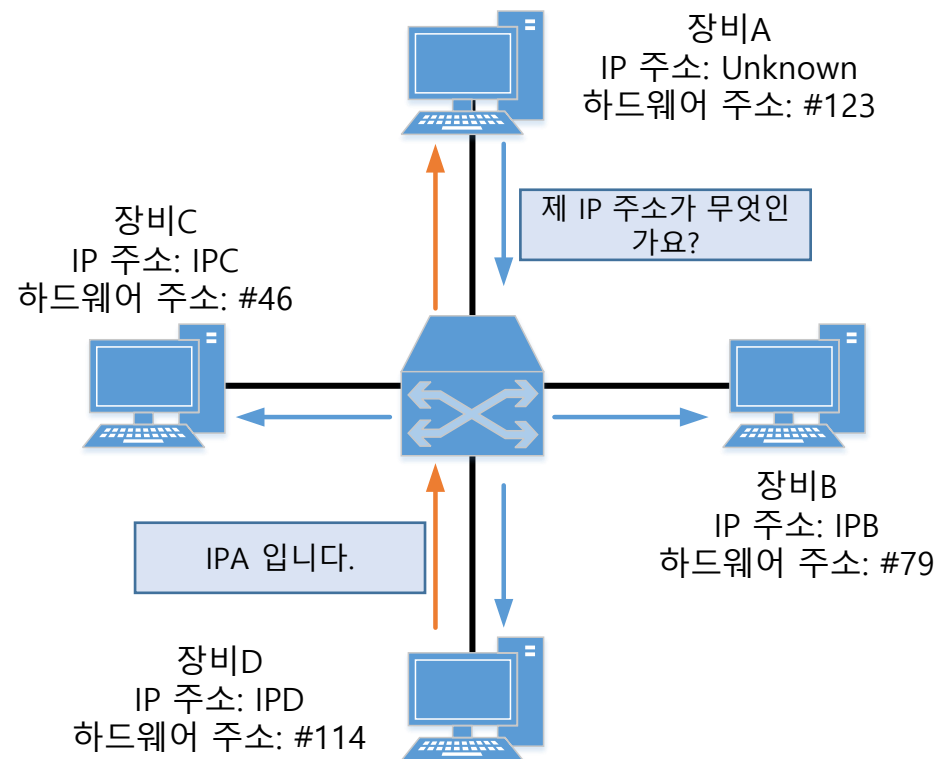 장비A
IP 주소: Unknown
하드웨어 주소: #123
제 IP 주소가 무엇인
가요?
장비C
IP 주소: IPC
하드웨어 주소: #46
장비B
IP 주소: IPB
하드웨어 주소: #79
IPA 입니다.
장비D
IP 주소: IPD
하드웨어 주소: #114